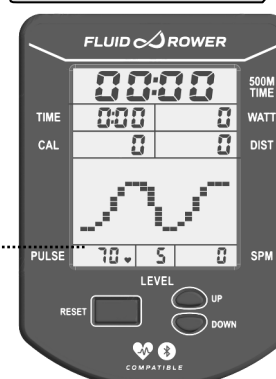 FLUID ROWER
00:00 500M TIME
TIME 0:00 0 WATT
CAL 0 0 DIST
PULSE 70 5 0 SPM
LEVEL
RESET UP
DOWN
COMPATIBLE